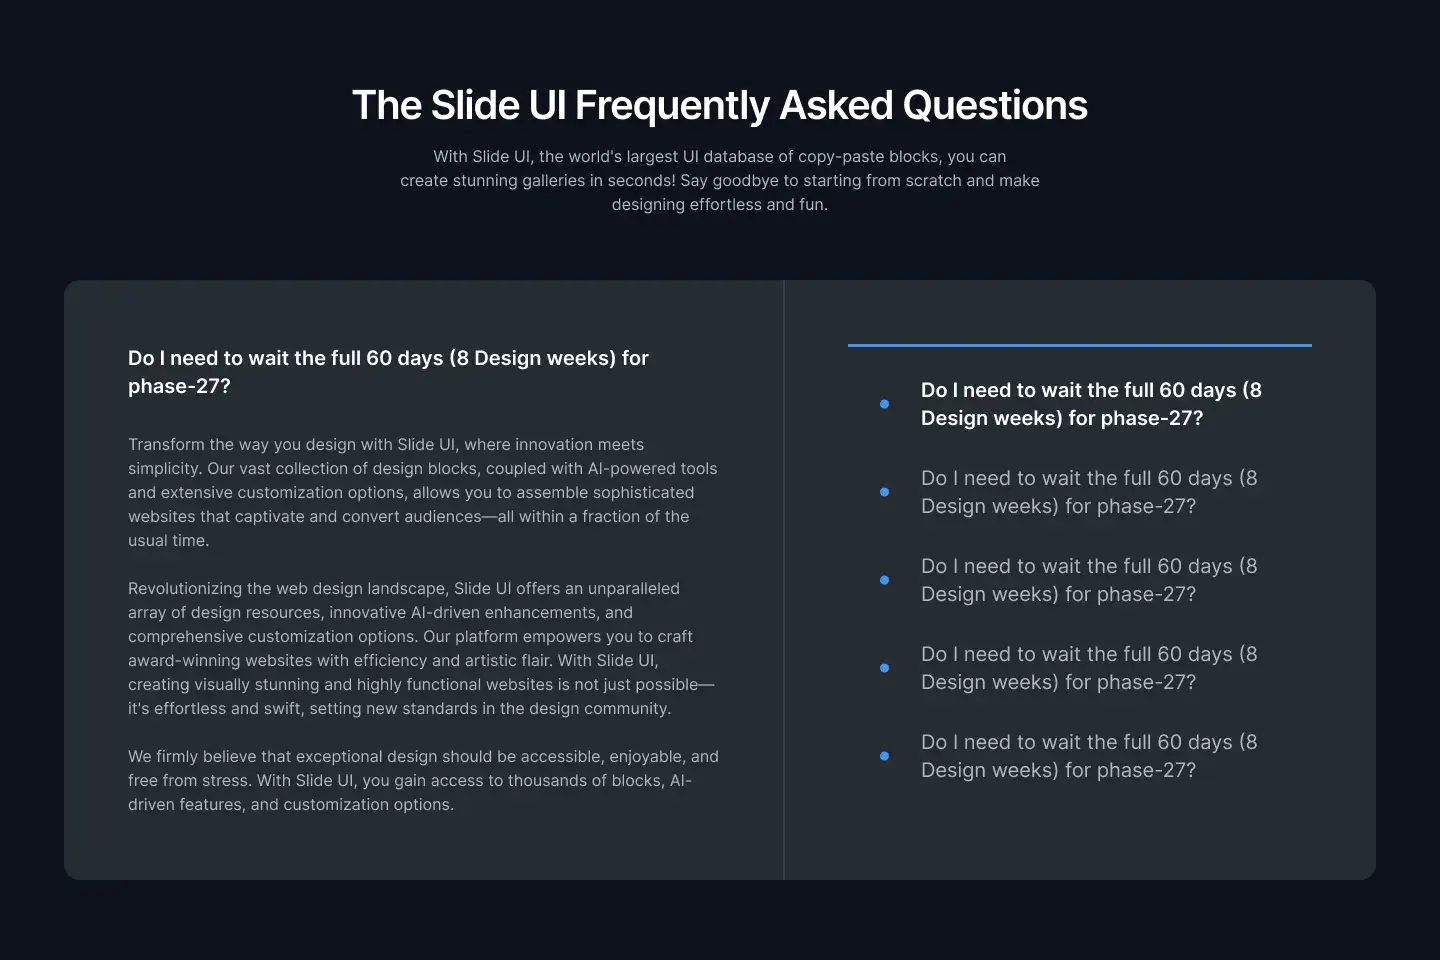 The Slide UI Frequently Asked Questions
With Slide UI, the world's largest UI database of copy-paste blocks, you can
create stunning galleries in seconds! Say goodbye to starting from scratch and make
designing effortless and fun.
Do I need to wait the full 60 days (8 Design weeks) for
phase-27?
Transform the way you design with Slide UI, where innovation meets
simplicity. Our vast collection of design blocks, coupled with AI-powered tools
and extensive customization options, allows you to assemble sophisticated
websites that captivate and convert audiences—all within a fraction of the
usual time.
Revolutionizing the web design landscape, Slide UI offers an unparalleled
array of design resources, innovative AI-driven enhancements, and
comprehensive customization options. Our platform empowers you to craft
award-winning websites with efficiency and artistic flair. With Slide UI,
creating visually stunning and highly functional websites is not just possible—
it's effortless and swift, setting new standards in the design community.
We firmly believe that exceptional design should be accessible, enjoyable, and
free from stress. With Slide UI, you gain access to thousands of blocks, AI-
driven features, and customization options.
Do I need to wait the full 60 days (8
Design weeks) for phase-27?
Do I need to wait the full 60 days (8
Design weeks) for phase-27?
Do I need to wait the full 60 days (8
Design weeks) for phase-27?
Do I need to wait the full 60 days (8
Design weeks) for phase-27?
Do I need to wait the full 60 days (8
Design weeks) for phase-27?